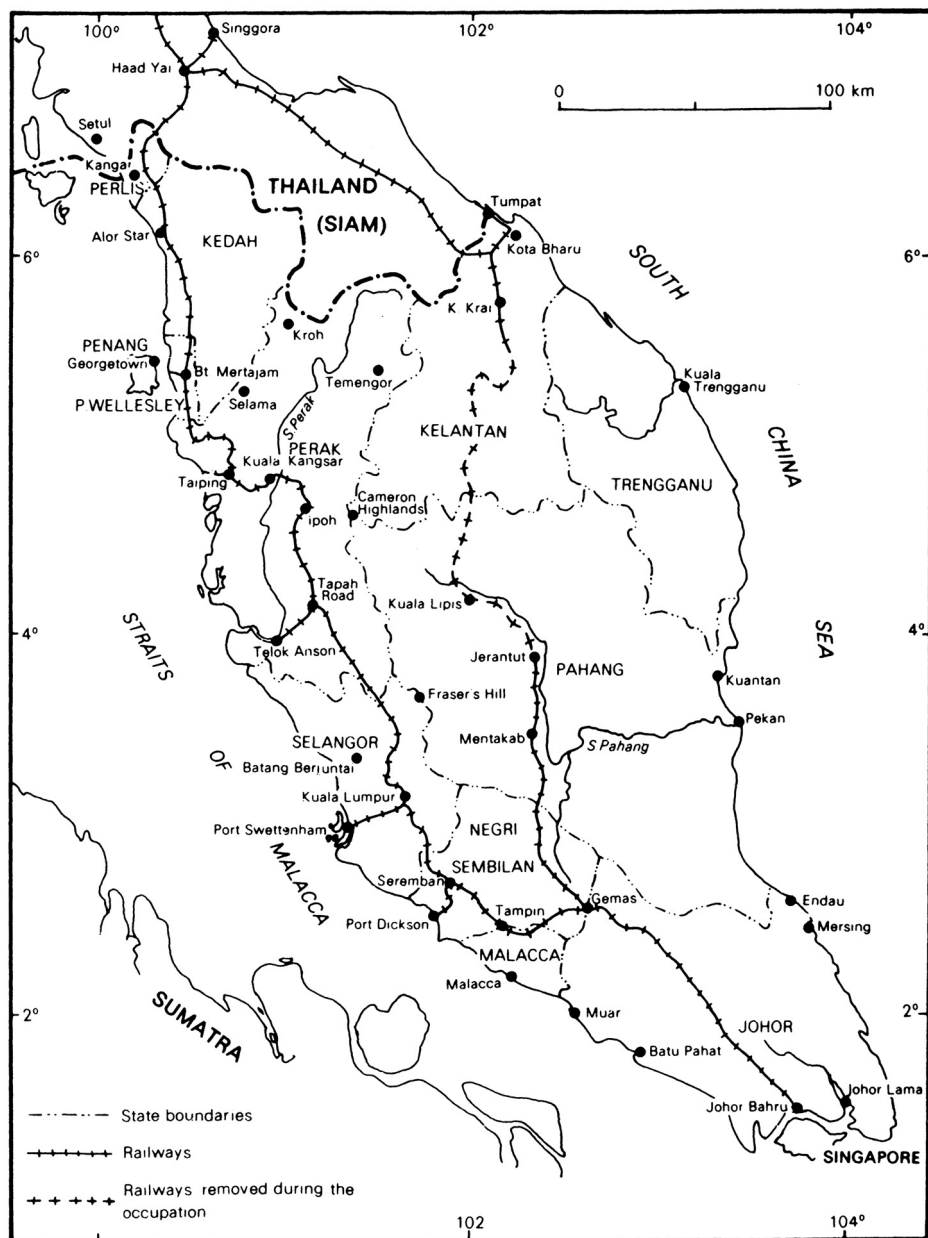 100°
102°
104°
Singgora
Haad Yai
0
100 km
Setul
Kangar
PERLIS
THAILAND
(SIAM)
Tumpat
Alor Star
KEDAH
Kota Bharu
6°
6°
SOUTH
K. Krai
Kroh
PENANG
Georgetown
Bt Mertajam
Temengor
Kuala
Trengganu
P. WELLESLEY
Selama
S. Perak
KELANTAN
CHINA
PERAK
Kuala Kangsar
Taiping
Cameron
Highlands
TRENGGANU
Ipoh
Tapah
Road
Kuala Lipis
STRAITS
4°
4°
SEA
Telok Anson
Jerantut
PAHANG
Kuantan
Fraser's Hill
Pekan
SELANGOR
Mentakab
S Pahang
OF
Batang Berjuntai
Kuala Lumpur
Port Swettenham
NEGRI
SEMBILAN
MALACCA
Seremban
Gemas
Endau
Port Dickson
Tampin
Mersing
MALACCA
Malacca
2°
2°
Muar
SUMATRA
JOHOR
Batu Pahat
Johor Lama
Johor Bahru
SINGAPORE
State boundaries
Railways
Railways removed during the
occupation
102
104°